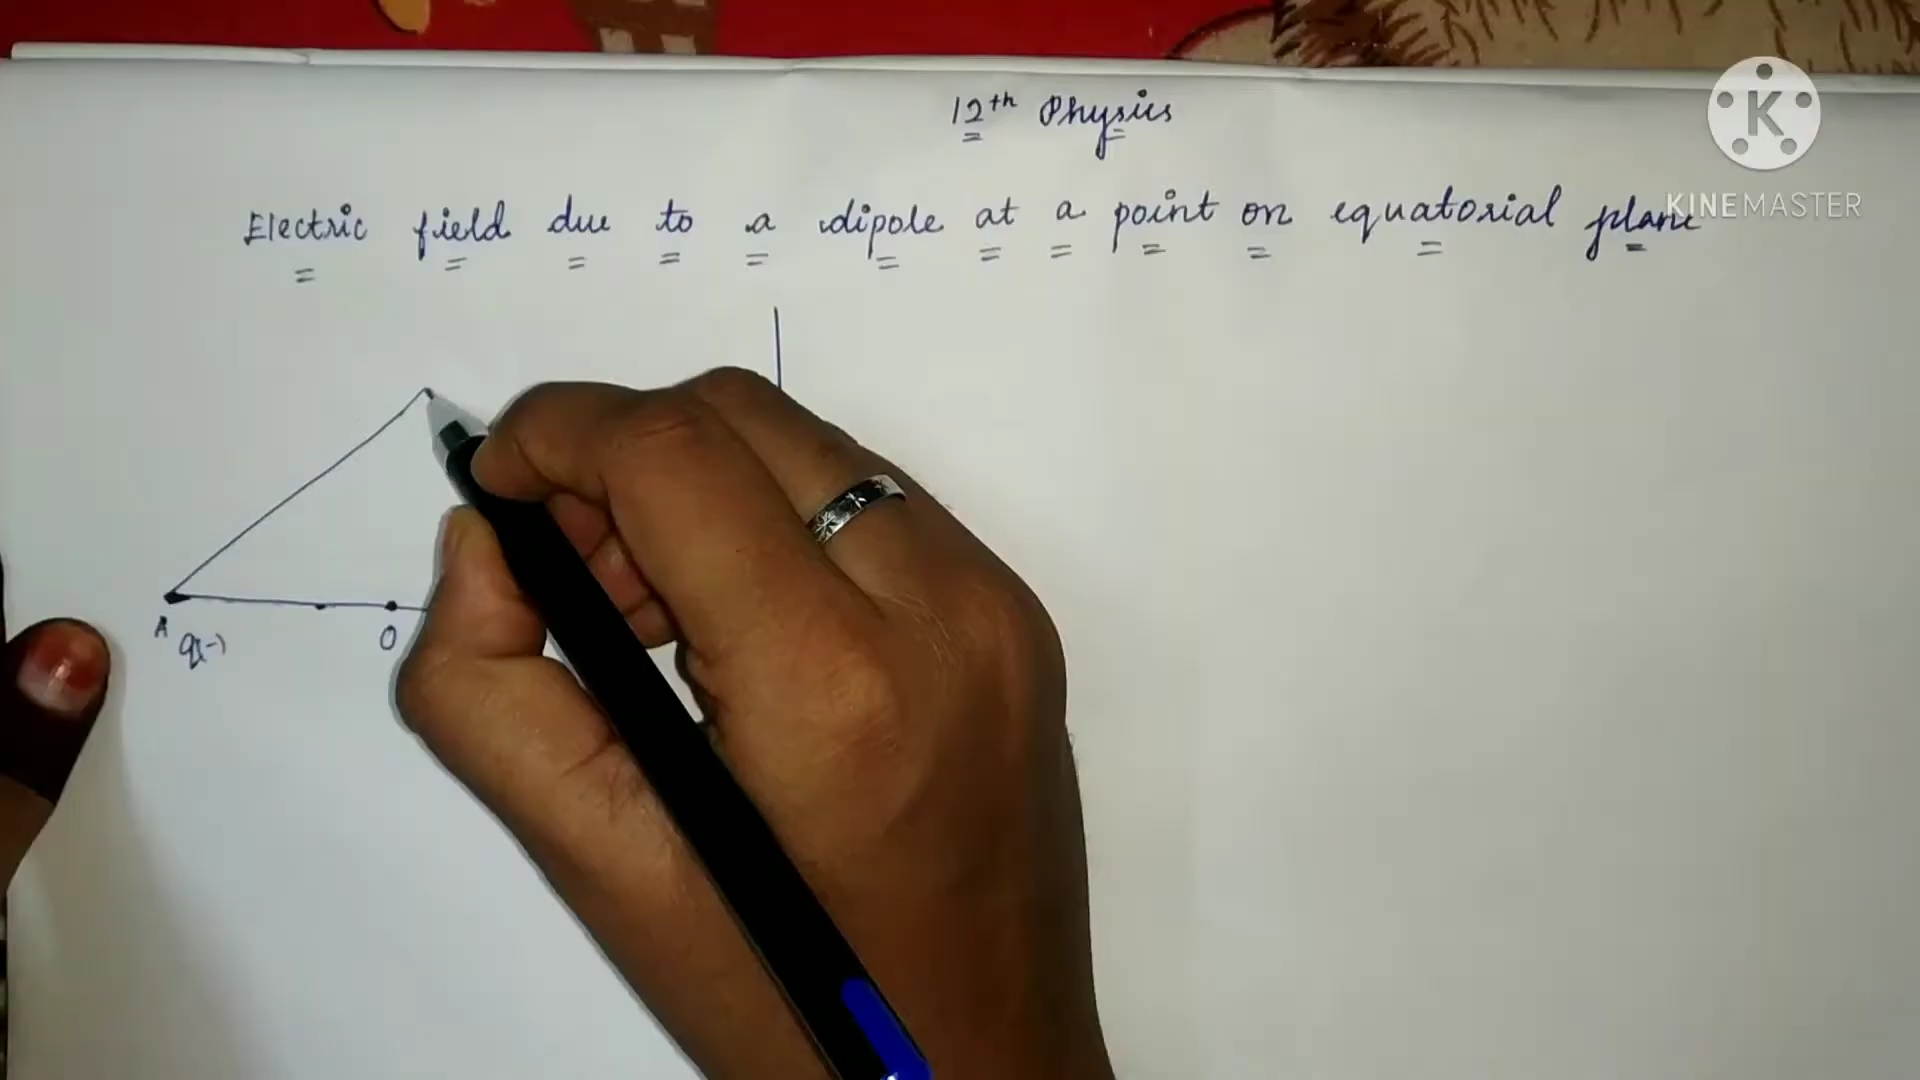 12th Physics
KINEMASTER
Electric field due to a dipole at a point on equatorial plane
A q(-)
O